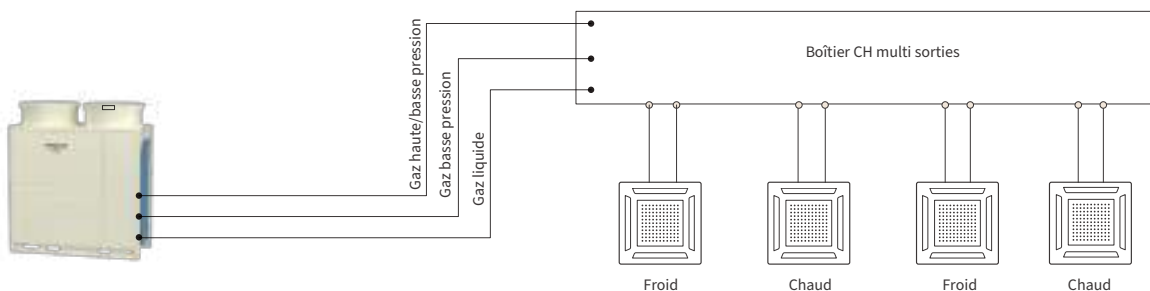 Boîtier CH multi sorties
Gaz haute/basse pression
Gaz basse pression
Gaz liquide
Froid
Chaud
Froid
Chaud